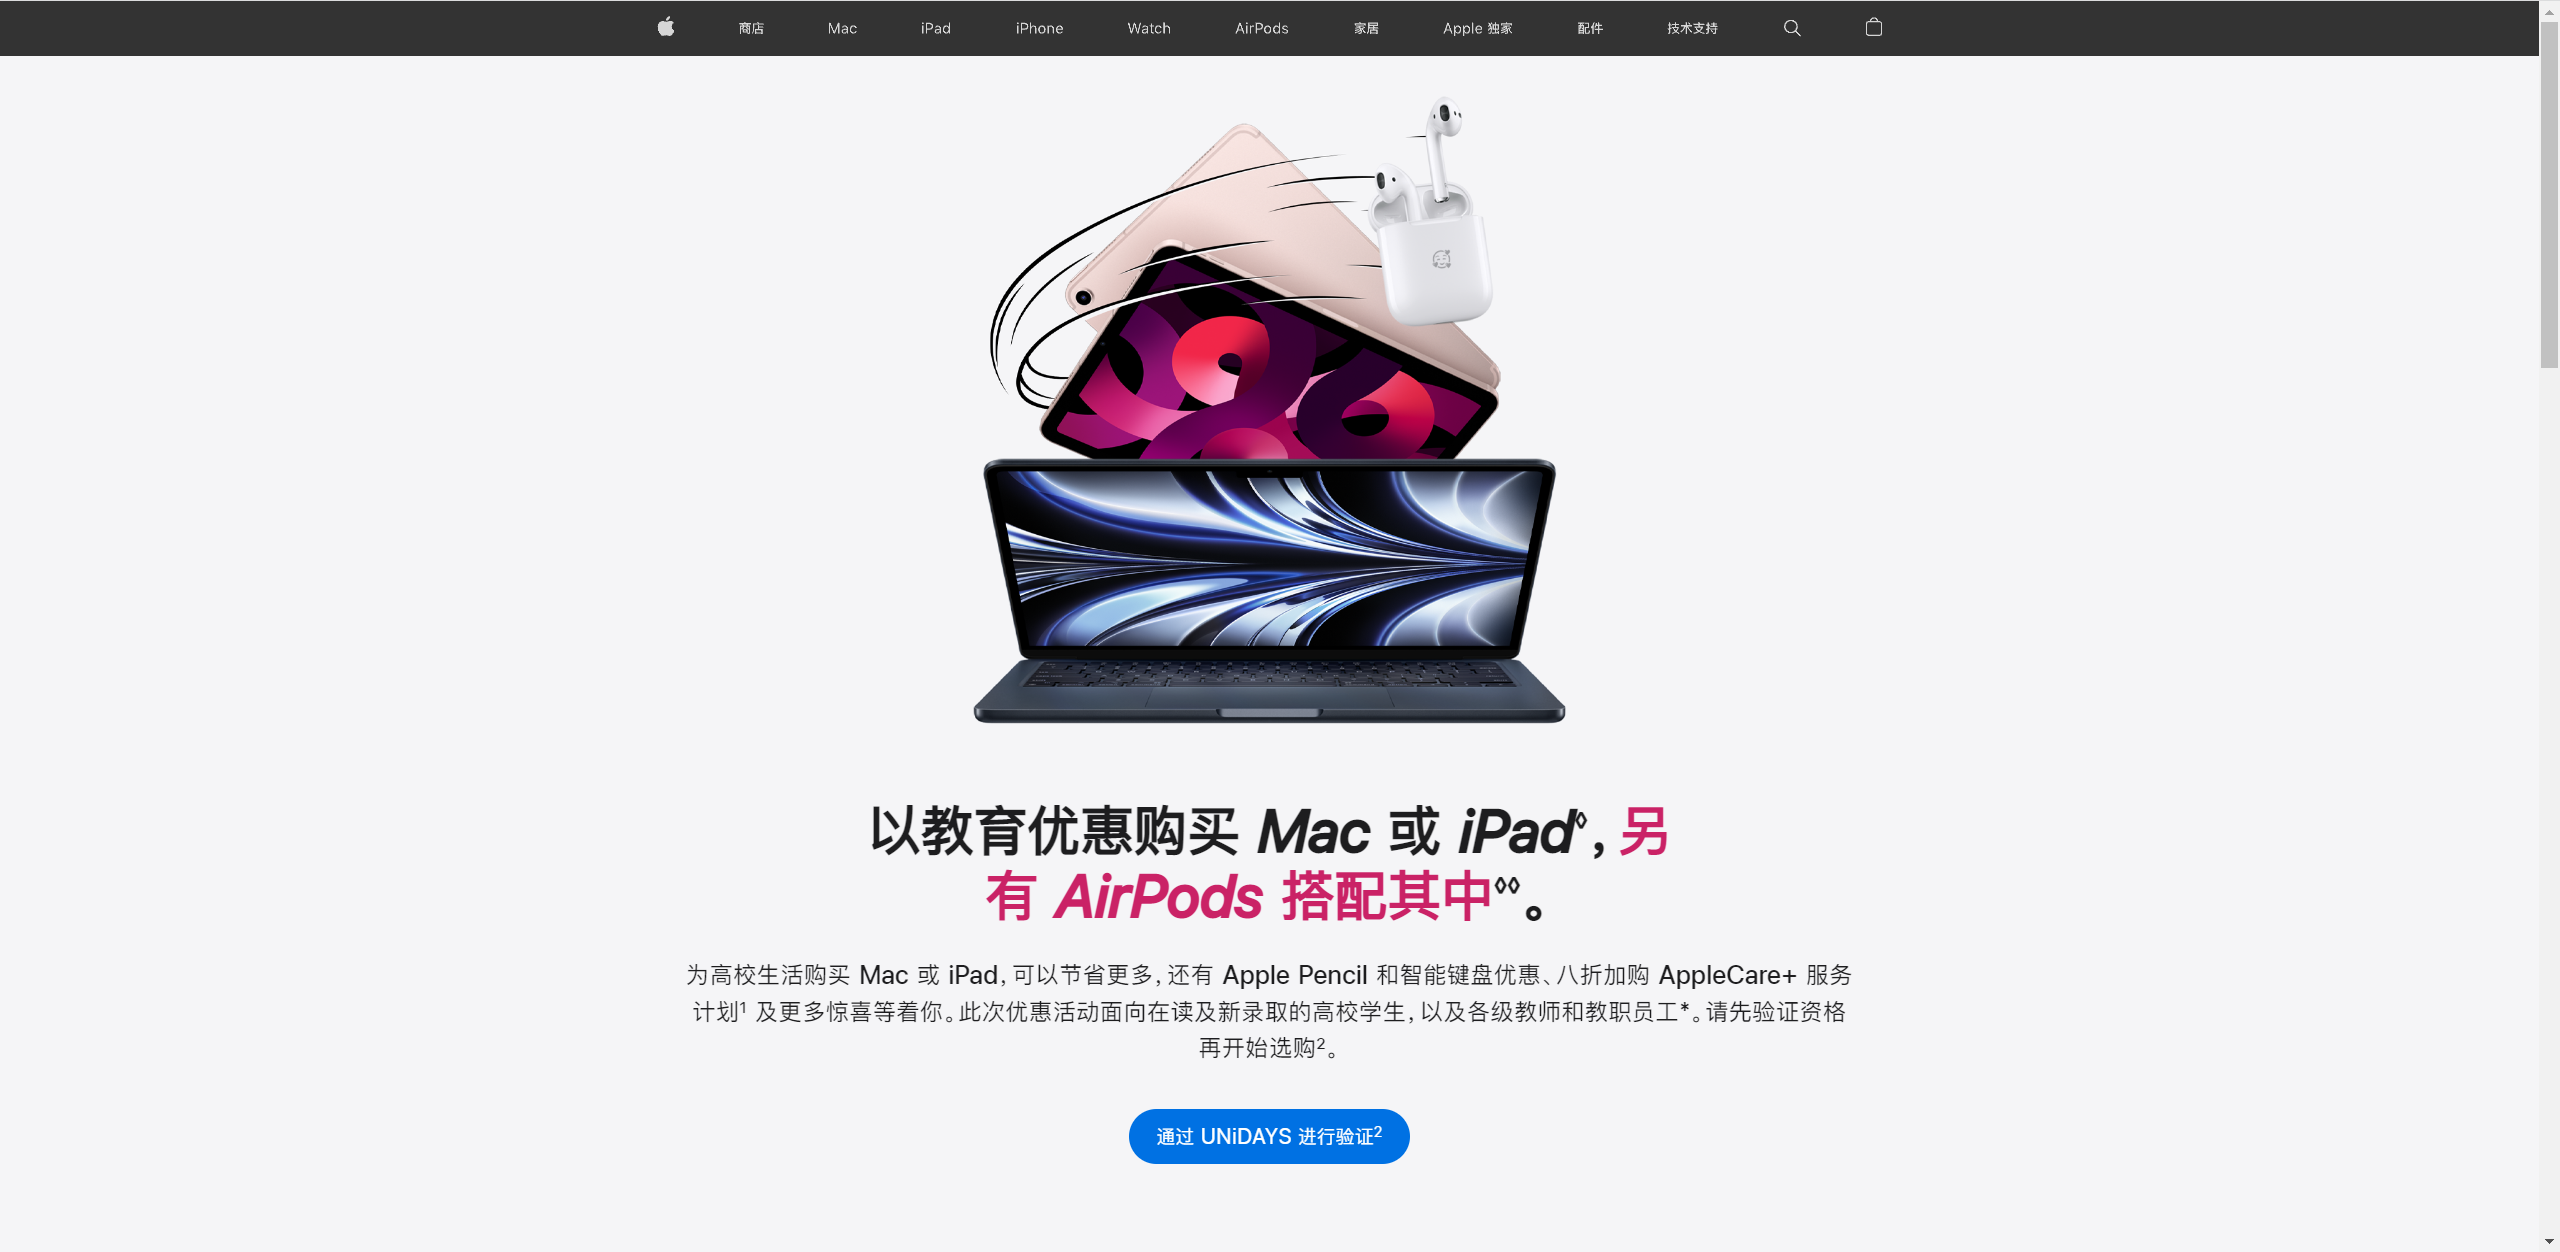 商店 Mac iPad iPhone Watch AirPods 家居 Apple 独家 配件 技术支持
以教育优惠购买 Mac 或 iPad◊，另
有 AirPods 搭配其中◊◊。
为高校生活购买 Mac 或 iPad，可以节省更多，还有 Apple Pencil 和智能键盘优惠、八折加购 AppleCare+ 服务
计划¹ 及更多惊喜等着你。此次优惠活动面向在读及新录取的高校学生，以及各级教师和教职员工*。请先验证资格
再开始选购²。
通过 UNiDAYS 进行验证²